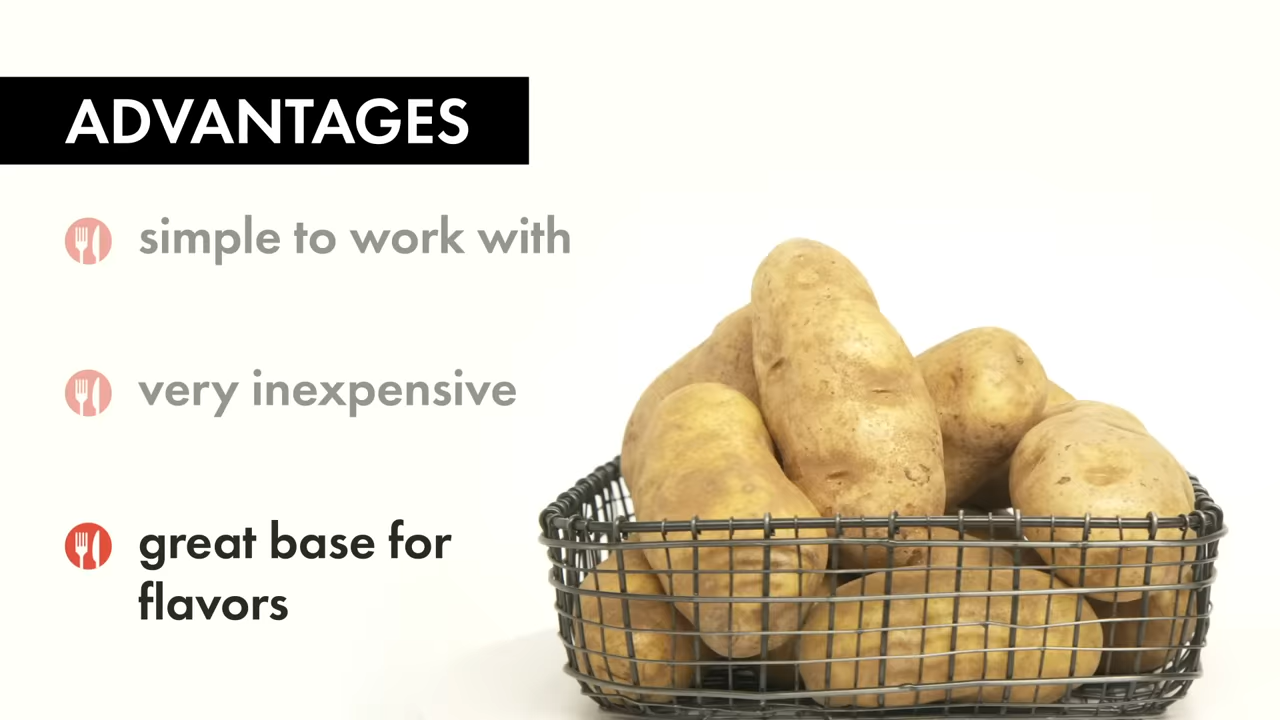 ADVANTAGES
simple to work with
very inexpensive
great base for
flavors